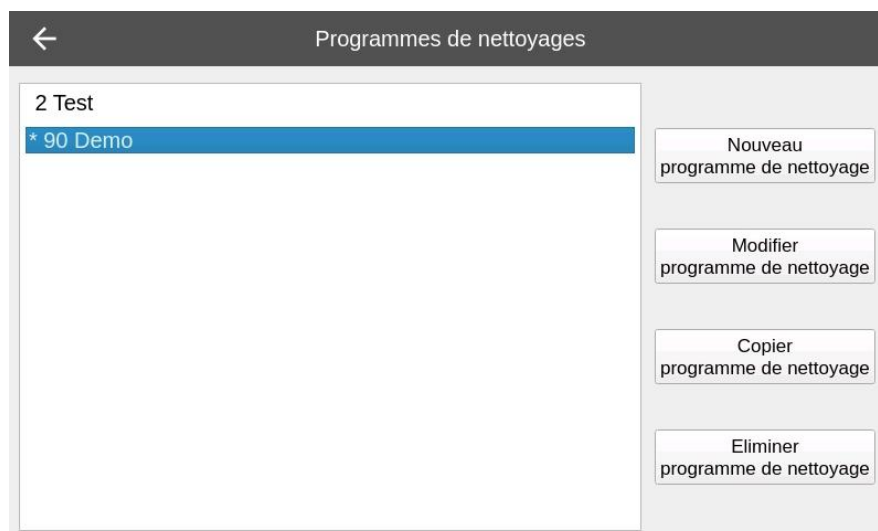 Programmes de nettoyages
2 Test
* 90 Demo
Nouveau
programme de nettoyage
Modifier
programme de nettoyage
Copier
programme de nettoyage
Eliminer
programme de nettoyage